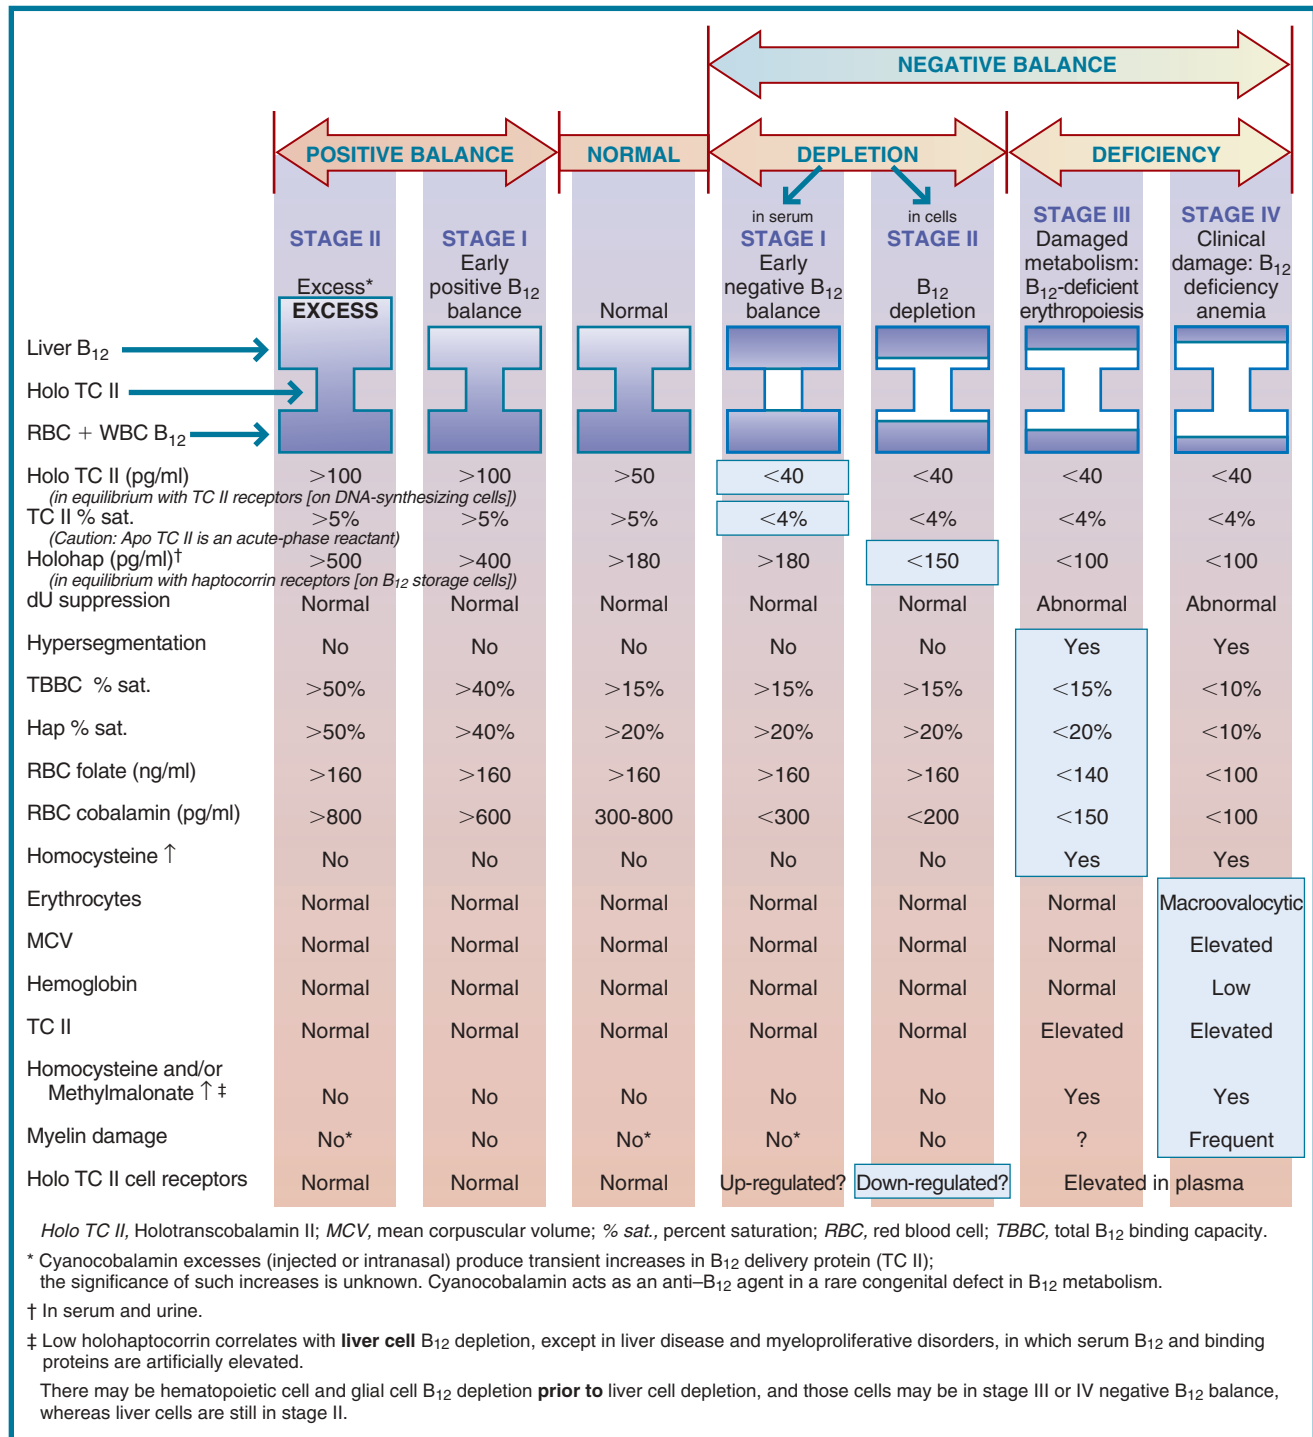 NEGATIVE BALANCE
POSITIVE BALANCE NORMAL DEPLETION DEFICIENCY
in serum in cells
STAGE II
Excess*
EXCESS
STAGE I
Early
positive B12
balance
Normal
STAGE I
Early
negative B12
balance
STAGE II
B12
depletion
STAGE III
Damaged
metabolism:
B12-deficient
erythropoiesis
STAGE IV
Clinical
damage: B12
deficiency
anemia
Liver B12
Holo TC II
RBC + WBC B12
Holo TC II (pg/ml) >100 >100 >50 <40 <40 <40 <40
(in equilibrium with TC II receptors [on DNA-synthesizing cells])
TC II % sat. >5% >5% >5% <4% <4% <4% <4%
(Caution: Apo TC II is an acute-phase reactant)
Holohap (pg/ml)† >500 >400 >180 >180 <150 <100 <100
(in equilibrium with haptocorrin receptors [on B12 storage cells])
dU suppression Normal Normal Normal Normal Normal Abnormal Abnormal
Hypersegmentation No No No No No Yes Yes
TBBC % sat. >50% >40% >15% >15% >15% <15% <10%
Hap % sat. >50% >40% >20% >20% >20% <20% <10%
RBC folate (ng/ml) >160 >160 >160 >160 >160 <140 <100
RBC cobalamin (pg/ml) >800 >600 300-800 <300 <200 <150 <100
Homocysteine ↑ No No No No No Yes Yes
Erythrocytes Normal Normal Normal Normal Normal Normal Macroovalocytic
MCV Normal Normal Normal Normal Normal Normal Elevated
Hemoglobin Normal Normal Normal Normal Normal Normal Low
TC II Normal Normal Normal Normal Normal Elevated Elevated
Homocysteine and/or
Methylmalonate ↑ ‡ No No No No No Yes Yes
Myelin damage No* No No* No* No ? Frequent
Holo TC II cell receptors Normal Normal Normal Up-regulated? Down-regulated? Elevated in plasma
Holo TC II, Holotranscobalamin II; MCV, mean corpuscular volume; % sat., percent saturation; RBC, red blood cell; TBBC, total B12 binding capacity.
* Cyanocobalamin excesses (injected or intranasal) produce transient increases in B12 delivery protein (TC II);
the significance of such increases is unknown. Cyanocobalamin acts as an anti–B12 agent in a rare congenital defect in B12 metabolism.
† In serum and urine.
‡ Low holohaptocorrin correlates with liver cell B12 depletion, except in liver disease and myeloproliferative disorders, in which serum B12 and binding
proteins are artificially elevated.
There may be hematopoietic cell and glial cell B12 depletion prior to liver cell depletion, and those cells may be in stage III or IV negative B12 balance,
whereas liver cells are still in stage II.